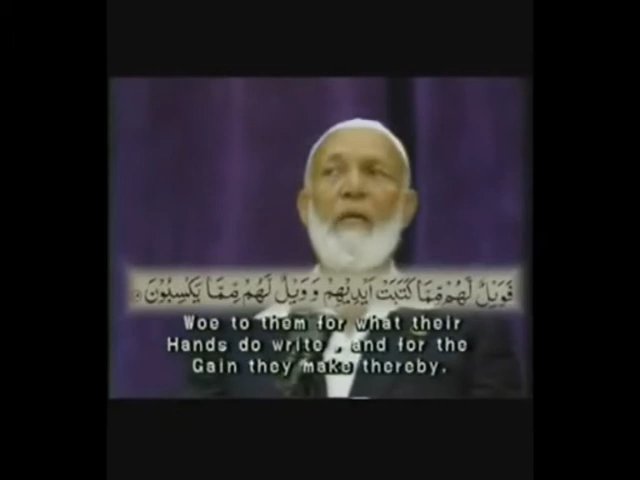 فَوَيْلٌ لَّهُمْ مِّمَّا كَتَبَتْ أَيْدِيهِمْ وَوَيْلٌ لَّهُمْ مِّمَّا يَكْسِبُونَ
Woe to them for what their
Hands do write , and for the
Gain they make thereby.